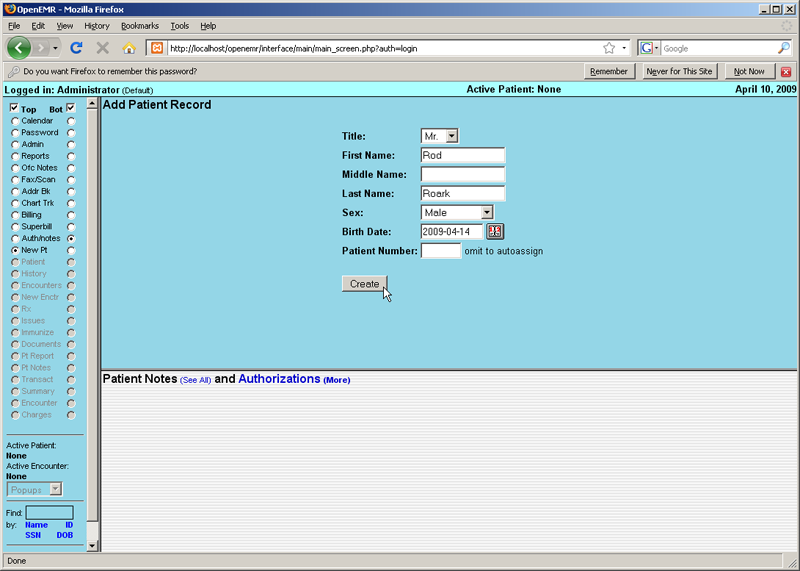 OpenEMR - Mozilla Firefox
File Edit View History Bookmarks Tools Help
http://localhost/openemr/interface/main/main_screen.php?auth=login
Google
Do you want Firefox to remember this password? Remember Never for This Site Not Now
Logged in: Administrator (Default) Active Patient: None April 10, 2009
Top Bot
Calendar
Password
Admin
Reports
Ofc Notes
Fax/Scan
Addr Bk
Chart Trk
Billing
Superbill
Auth/notes
New Pt
Patient
History
Encounters
New Enctr
Rx
Issues
Immunize
Documents
Pt Report
Pt Notes
Transact
Summary
Encounter
Charges
Active Patient:
None
Active Encounter:
None
Popups
Find:
by: Name ID
SSN DOB
Add Patient Record
Title: Mr.
First Name: Rod
Middle Name:
Last Name: Roark
Sex: Male
Birth Date: 2009-04-14
Patient Number: omit to autoassign
Create
Patient Notes (See All) and Authorizations (More)
Done